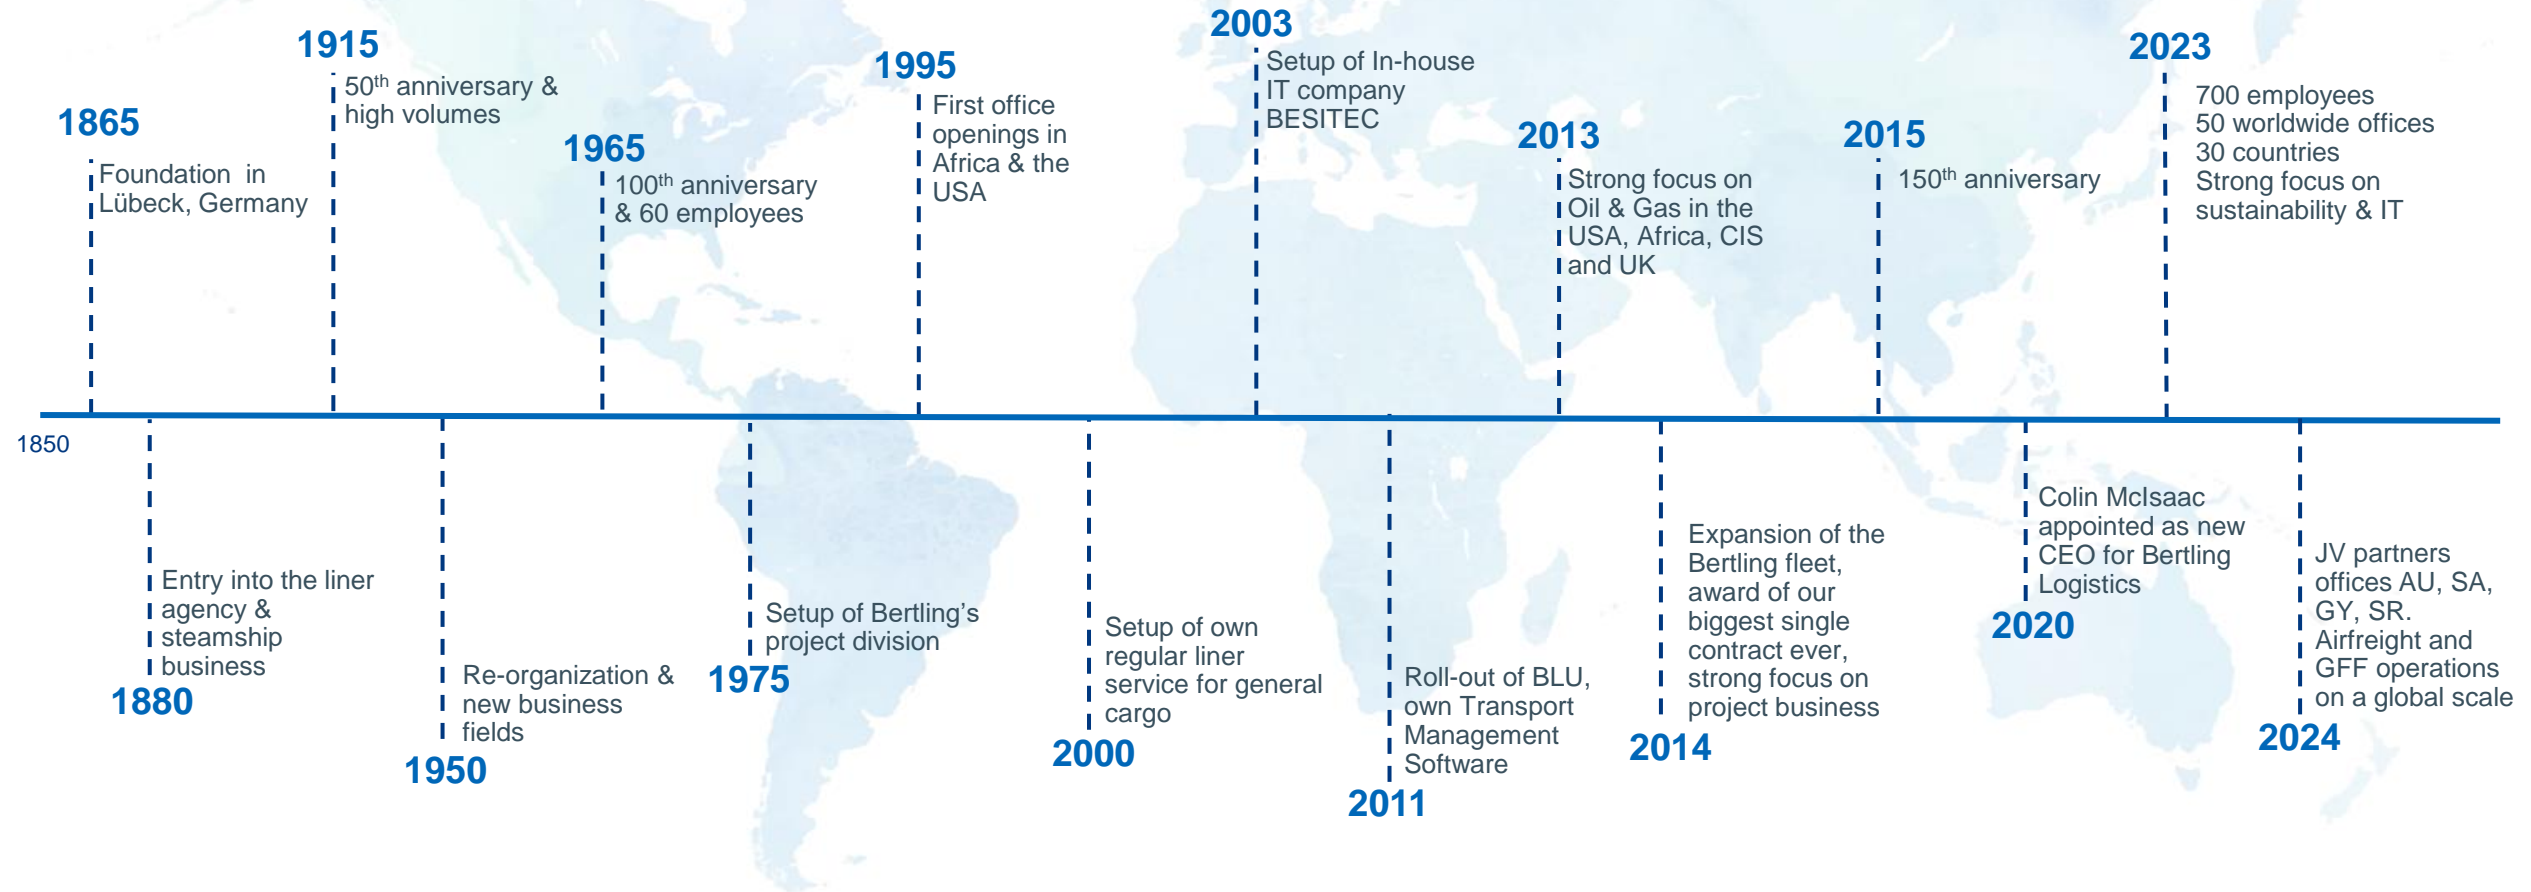 1865
Foundation in
Lübeck, Germany
1915
50th anniversary &
high volumes
1965
100th anniversary
& 60 employees
1995
First office
openings in
Africa & the
USA
2003
Setup of In-house
IT company
BESITEC
2013
Strong focus on
Oil & Gas in the
USA, Africa, CIS
and UK
2015
150th anniversary
2023
700 employees
50 worldwide offices
30 countries
Strong focus on
sustainability & IT
1850
Entry into the liner
agency &
steamship
business
1880
Re-organization &
new business
fields
1950
Setup of Bertling’s
project division
1975
Setup of own
regular liner
service for general
cargo
2000
Roll-out of BLU,
own Transport
Management
Software
2011
Expansion of the
Bertling fleet,
award of our
biggest single
contract ever,
strong focus on
project business
2014
Colin McIsaac
appointed as new
CEO for Bertling
Logistics
2020
JV partners
offices AU, SA,
GY, SR.
Airfreight and
GFF operations
on a global scale
2024